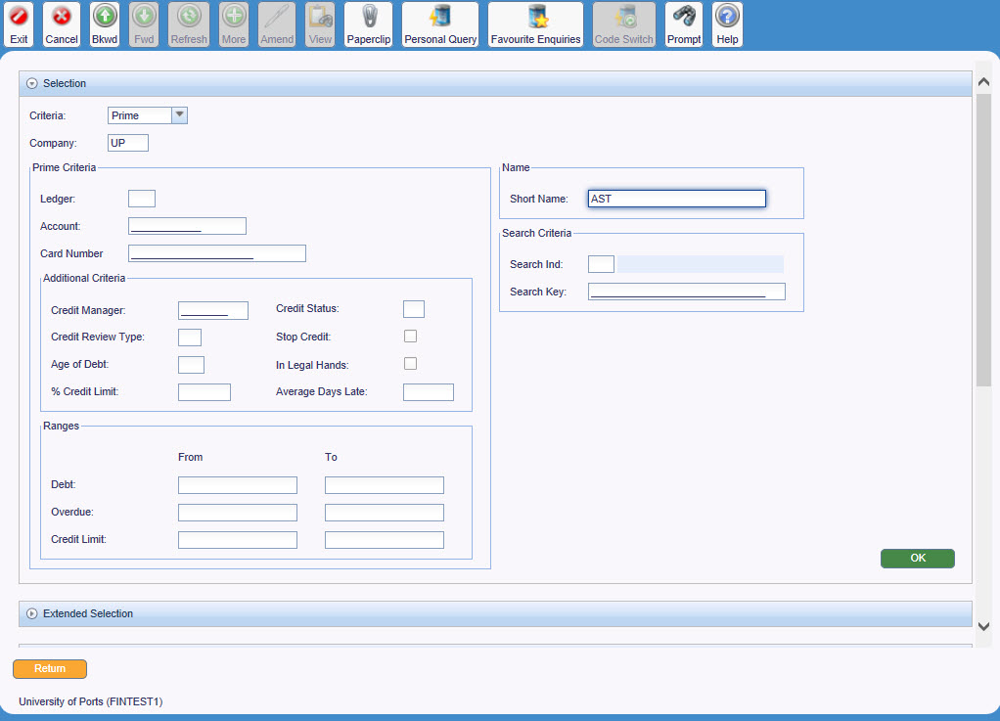 Exit Cancel Bkwd Fwd Refresh More Amend View Paperclip Personal Query Favourite Enquiries Code Switch Prompt Help
Selection
Criteria: Prime
Company: UP
Prime Criteria
Ledger:
Account:
Card Number
Additional Criteria
Credit Manager: Credit Status:
Credit Review Type: Stop Credit:
Age of Debt: In Legal Hands:
% Credit Limit: Average Days Late:
Ranges
From To
Debt:
Overdue:
Credit Limit:
Name
Short Name: AST
Search Criteria
Search Ind:
Search Key:
OK
Extended Selection
Return
University of Ports (FINTEST1)